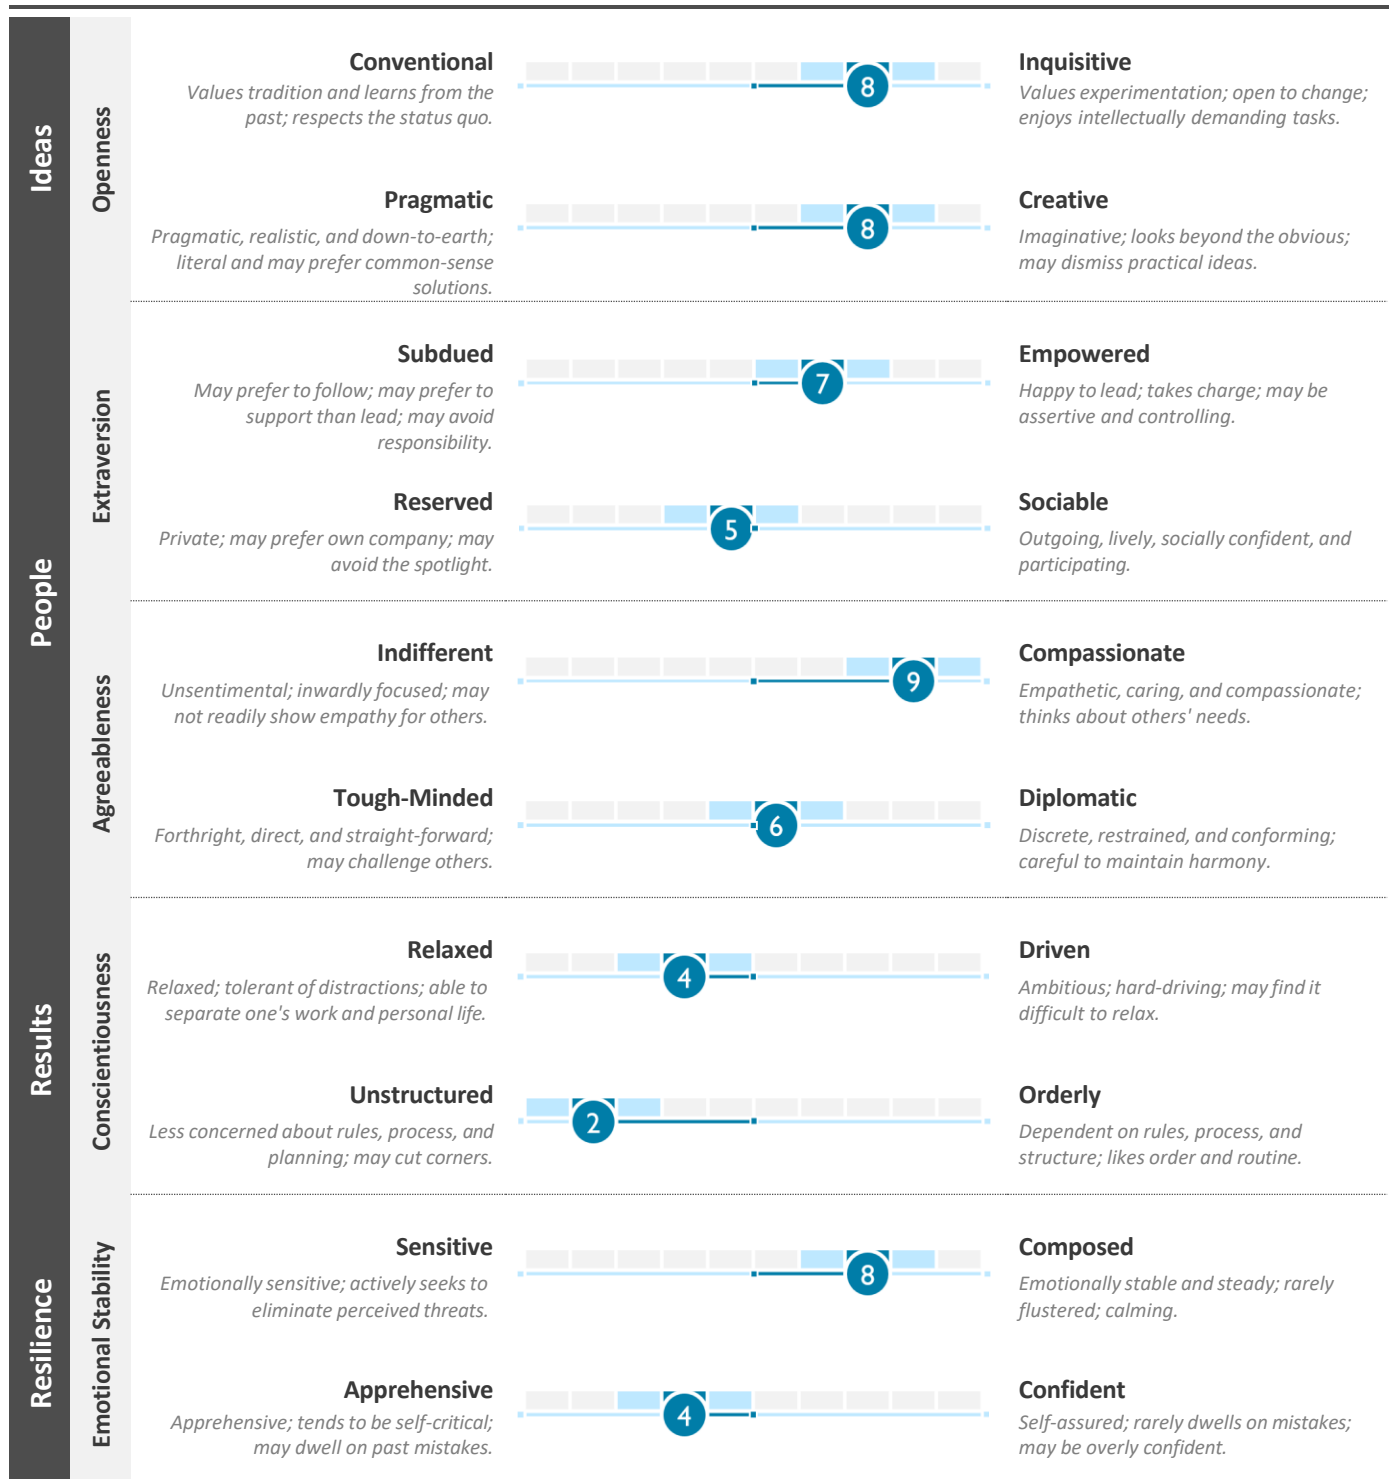 Ideas
Openness
Conventional
Values tradition and learns from the
past; respects the status quo.
8
Inquisitive
Values experimentation; open to change;
enjoys intellectually demanding tasks.
Pragmatic
Pragmatic, realistic, and down-to-earth;
literal and may prefer common-sense
solutions.
8
Creative
Imaginative; looks beyond the obvious;
may dismiss practical ideas.
People
Extraversion
Subdued
May prefer to follow; may prefer to
support than lead; may avoid
responsibility.
7
Empowered
Happy to lead; takes charge; may be
assertive and controlling.
Reserved
Private; may prefer own company; may
avoid the spotlight.
5
Sociable
Outgoing, lively, socially confident, and
participating.
Agreeableness
Indifferent
Unsentimental; inwardly focused; may
not readily show empathy for others.
9
Compassionate
Empathetic, caring, and compassionate;
thinks about others' needs.
Tough-Minded
Forthright, direct, and straight-forward;
may challenge others.
6
Diplomatic
Discrete, restrained, and conforming;
careful to maintain harmony.
Results
Conscientiousness
Relaxed
Relaxed; tolerant of distractions; able to
separate one's work and personal life.
4
Driven
Ambitious; hard-driving; may find it
difficult to relax.
Unstructured
Less concerned about rules, process, and
planning; may cut corners.
2
Orderly
Dependent on rules, process, and
structure; likes order and routine.
Resilience
Emotional Stability
Sensitive
Emotionally sensitive; actively seeks to
eliminate perceived threats.
8
Composed
Emotionally stable and steady; rarely
flustered; calming.
Apprehensive
Apprehensive; tends to be self-critical;
may dwell on past mistakes.
4
Confident
Self-assured; rarely dwells on mistakes;
may be overly confident.